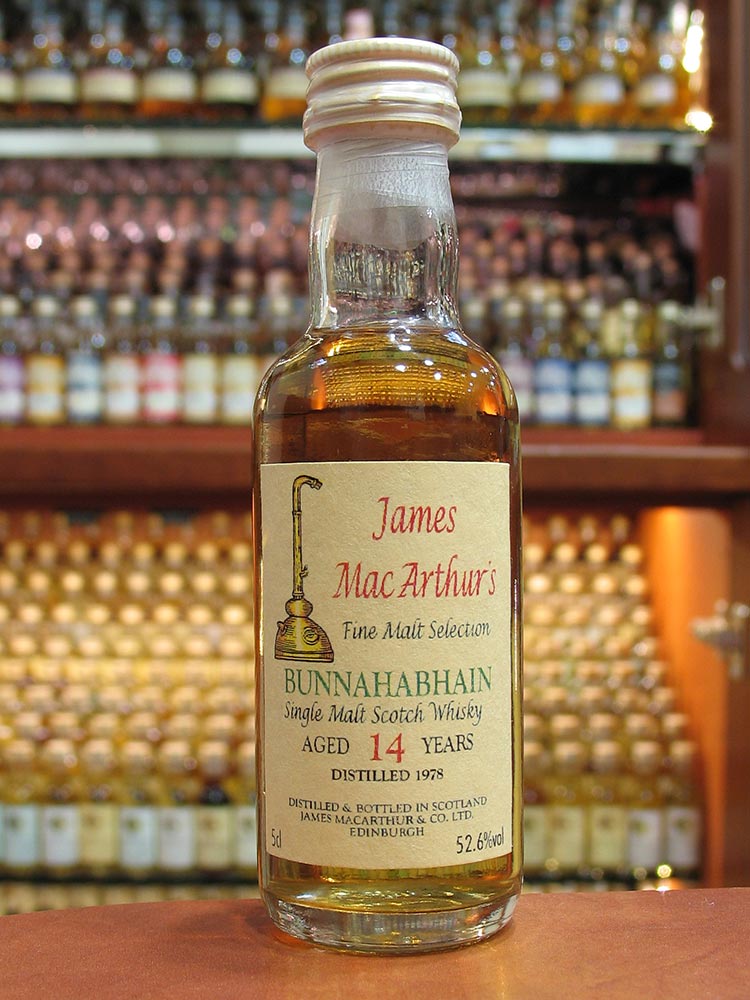 James
MacArthur's
Fine Malt Selection
BUNNAHABHAIN
Single Malt Scotch Whisky
AGED 14 YEARS
DISTILLED 1978
DISTILLED & BOTTLED IN SCOTLAND
JAMES MACARTHUR & CO. LTD.
EDINBURGH
5cl 52.6%vol